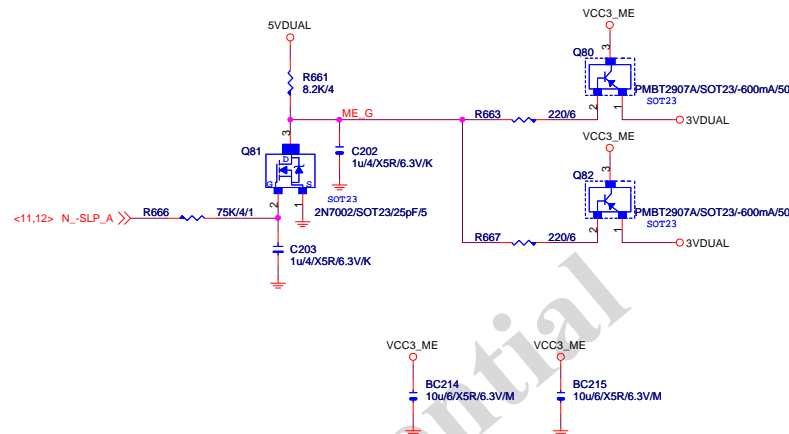 5VDUAL
R661
8.2K/4
ME_G
Q81
3
D
G
S
2
1
SOT23
2N7002/SOT23/25pF/5
C202
1u/4/X5R/6.3V/K
<11,12> N_-SLP_A
R666
75K/4/1
C203
1u/4/X5R/6.3V/K
VCC3_ME
Q80
3
PMBT2907A/SOT23/-600mA/50
SOT23
2
1
R663
220/6
3VDUAL
VCC3_ME
Q82
3
PMBT2907A/SOT23/-600mA/50
SOT23
2
1
R667
220/6
3VDUAL
VCC3_ME
BC214
10u/6/X5R/6.3V/M
VCC3_ME
BC215
10u/6/X5R/6.3V/M
ential